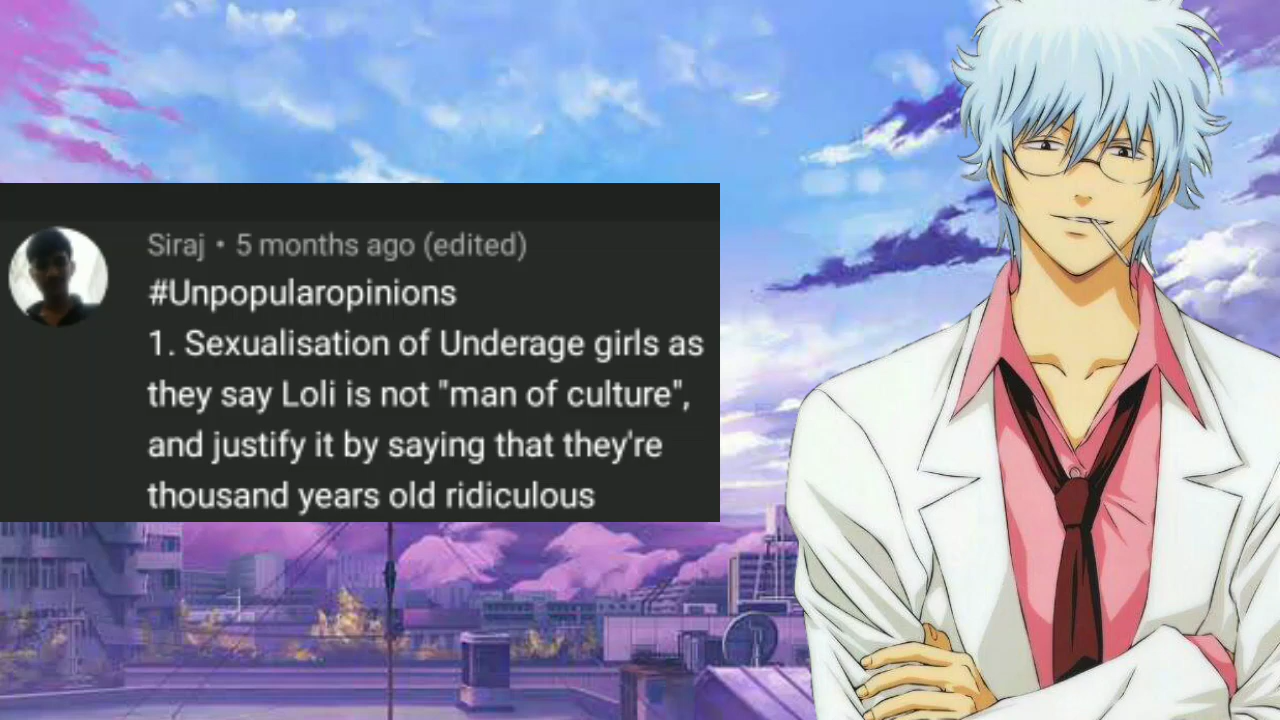 Siraj • 5 months ago (edited)
#Unpopularopinions
1. Sexualisation of Underage girls as
they say Loli is not "man of culture",
and justify it by saying that they're
thousand years old ridiculous